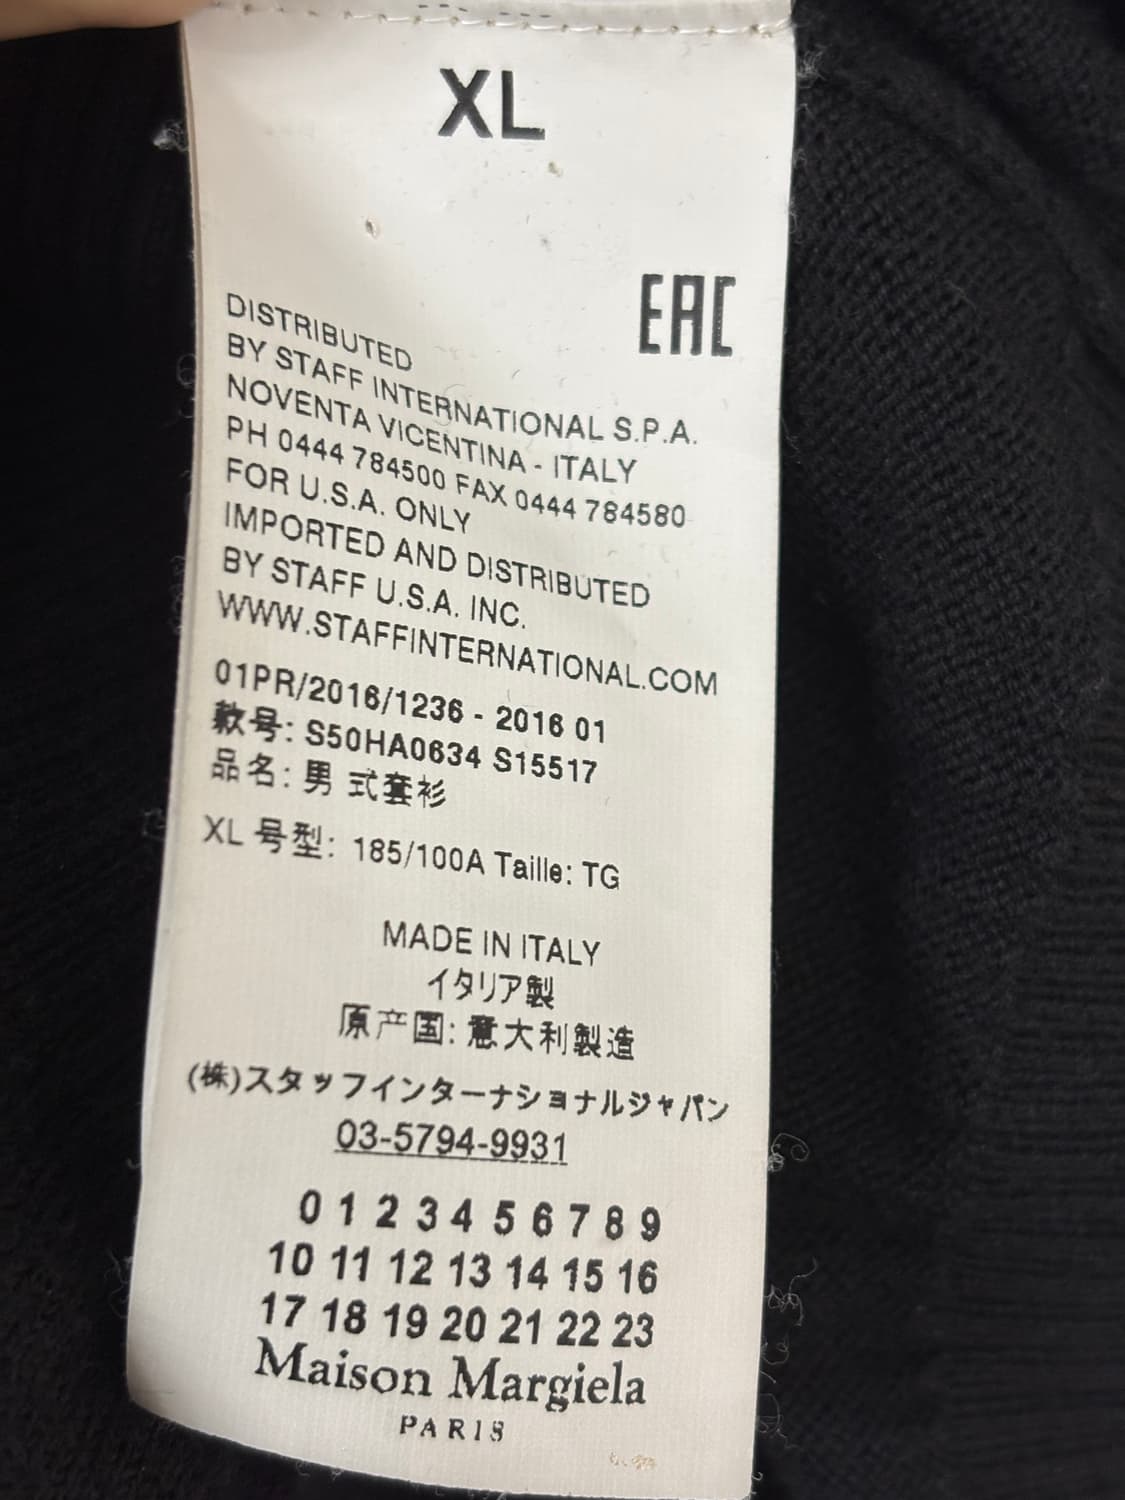 XL
EAC
DISTRIBUTED
BY STAFF INTERNATIONAL S.P.A.
NOVENTA VICENTINA - ITALY
PH 0444 784500 FAX 0444 784580
FOR U.S.A. ONLY
IMPORTED AND DISTRIBUTED
BY STAFF U.S.A. INC.
WWW.STAFFINTERNATIONAL.COM
01PR/2016/1236 - 2016 01
款号: S50HA0634 S15517
品名: 男 式套衫
XL 号型: 185/100A Taille: TG
MADE IN ITALY
イタリア製
原产国: 意大利製造
(株)スタッフインターナショナルジャパン
03-5794-9931
0 1 2 3 4 5 6 7 8 9
10 11 12 13 14 15 16
17 18 19 20 21 22 23
Maison Margiela
PARIS